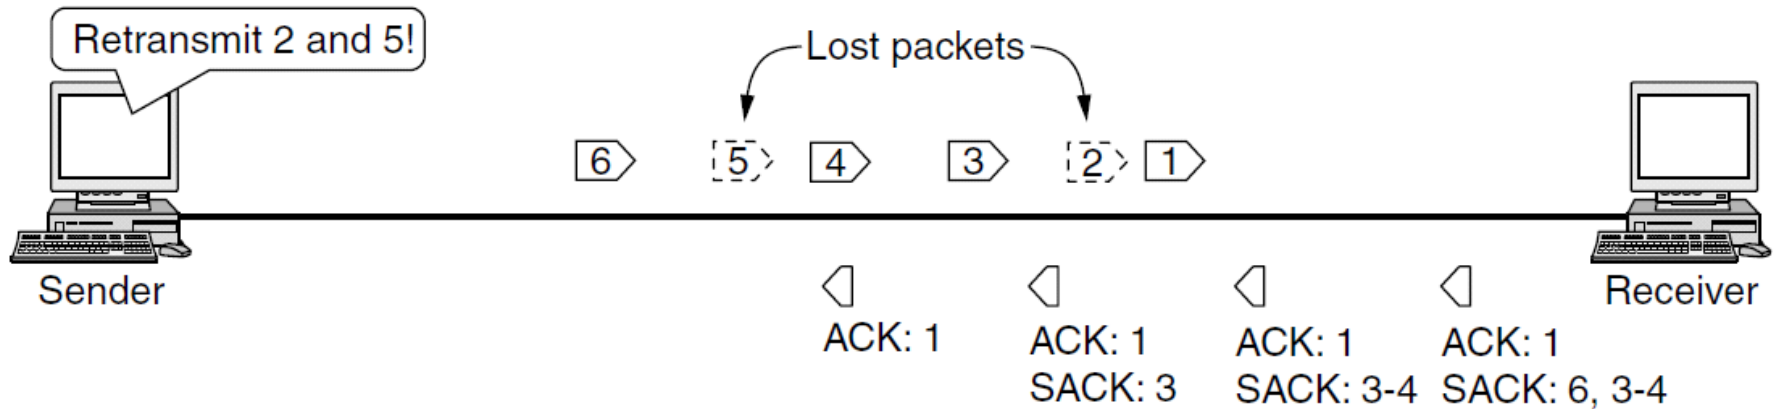 Retransmit 2 and 5!
Lost packets
6 5 4 3 2 1
Sender
Receiver
ACK: 1
ACK: 1
SACK: 3
ACK: 1
SACK: 3-4
ACK: 1
SACK: 6, 3-4